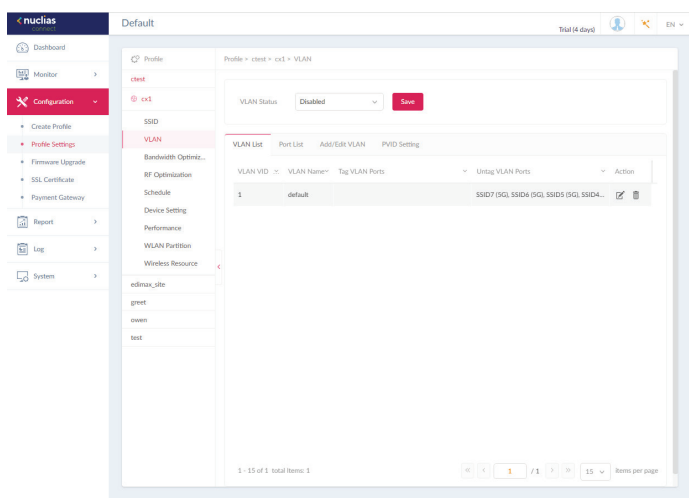 nuclias
connect
Default
Trial (4 days)
EN
Dashboard
Monitor
Configuration
Create Profile
Profile Settings
Firmware Upgrade
SSL Certificate
Payment Gateway
Report
Log
System
Profile
ctest
cx1
SSID
VLAN
Bandwidth Optimiz...
RF Optimization
Schedule
Device Setting
Performance
WLAN Partition
Wireless Resource
edimax_site
greet
owen
test
Profile > ctest > cx1 > VLAN
VLAN Status Disabled Save
VLAN List Port List Add/Edit VLAN PVID Setting
VLAN VID VLAN Name Tag VLAN Ports Untag VLAN Ports Action
1 default SSID7 (5G), SSID6 (5G), SSID5 (5G), SSID4...
1 - 15 of 1 total items: 1
1 / 1 15 items per page